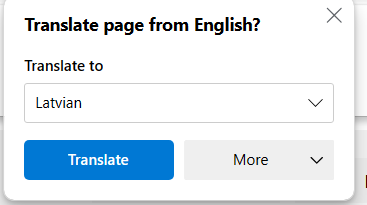 Translate page from English?
Translate to
Latvian
Translate
More